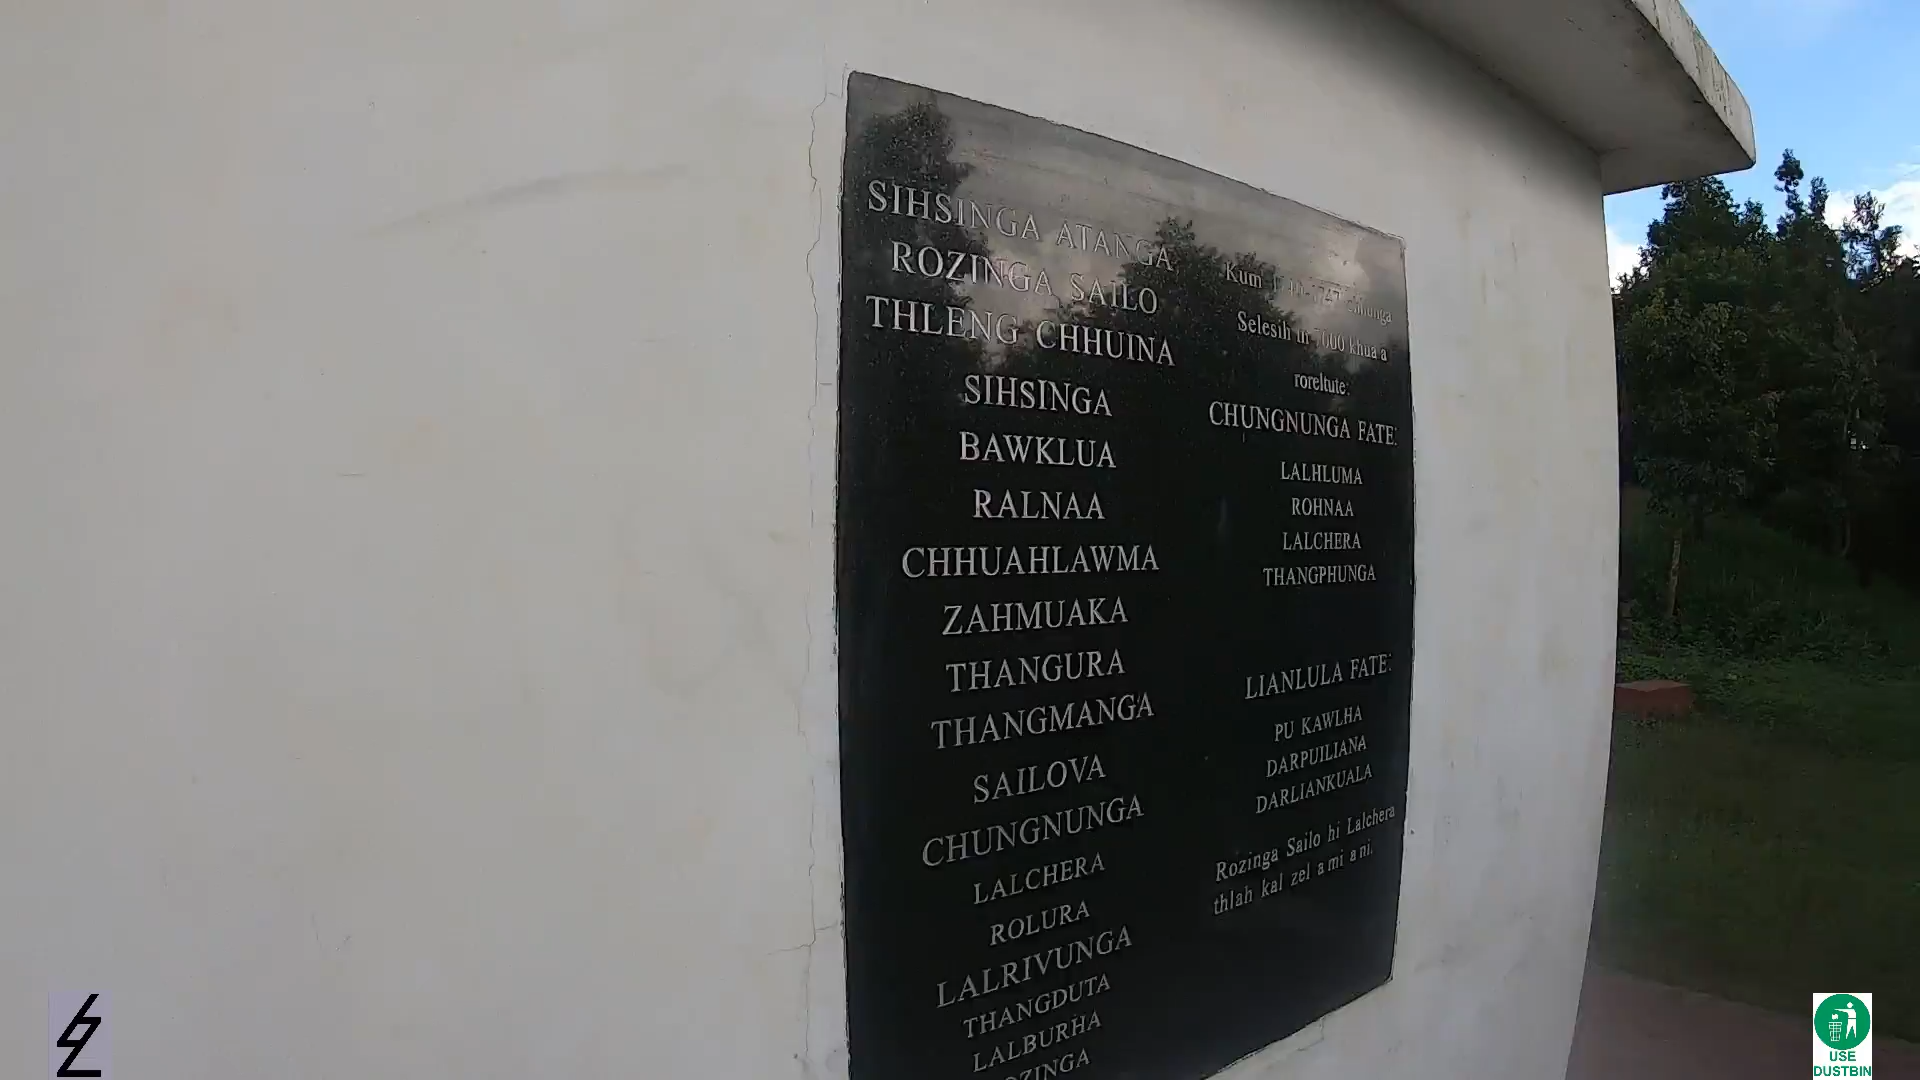 SIHSINGA ATANGA
ROZINGA SAILO
THLENG CHHUINA
SIHSINGA
BAWKLUA
RALNAA
CHHUAHLAWMA
ZAHMUAKA
THANGURA
THANGMANGA
SAILOVA
CHUNGNUNGA
LALCHERA
ROLURA
LALRIVUNGA
THANGDUTA
LALBURHA
Kum chhunga
Selesih in 7000 khua a
roreltute:
CHUNGNUNGA FATE:
LALHLUMA
ROHNAA
LALCHERA
THANGPHUNGA
LIANLULA FATE:
PU KAWLHA
DARPUILIANA
DARLIANKUALA
Rozinga Sailo hi Lalchera
thlah kal zel a mi a ni.
USE
DUSTBIN